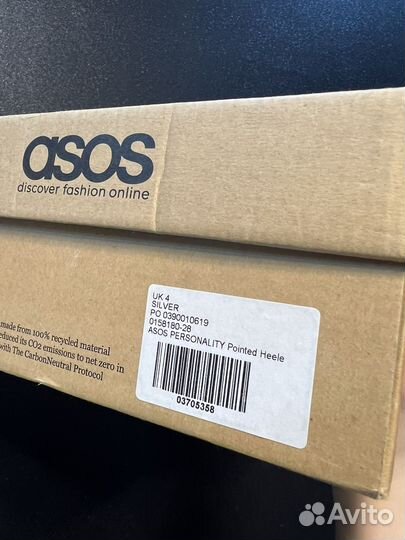 asos
discover fashion online
UK 4
SILVER
PO 0390010619
0158180-28
ASOS PERSONALITY Pointed Heele
03705358
made from 100% recycled material
educed its CO2 emissions to net zero in
with The CarbonNeutral Protocol
Avito